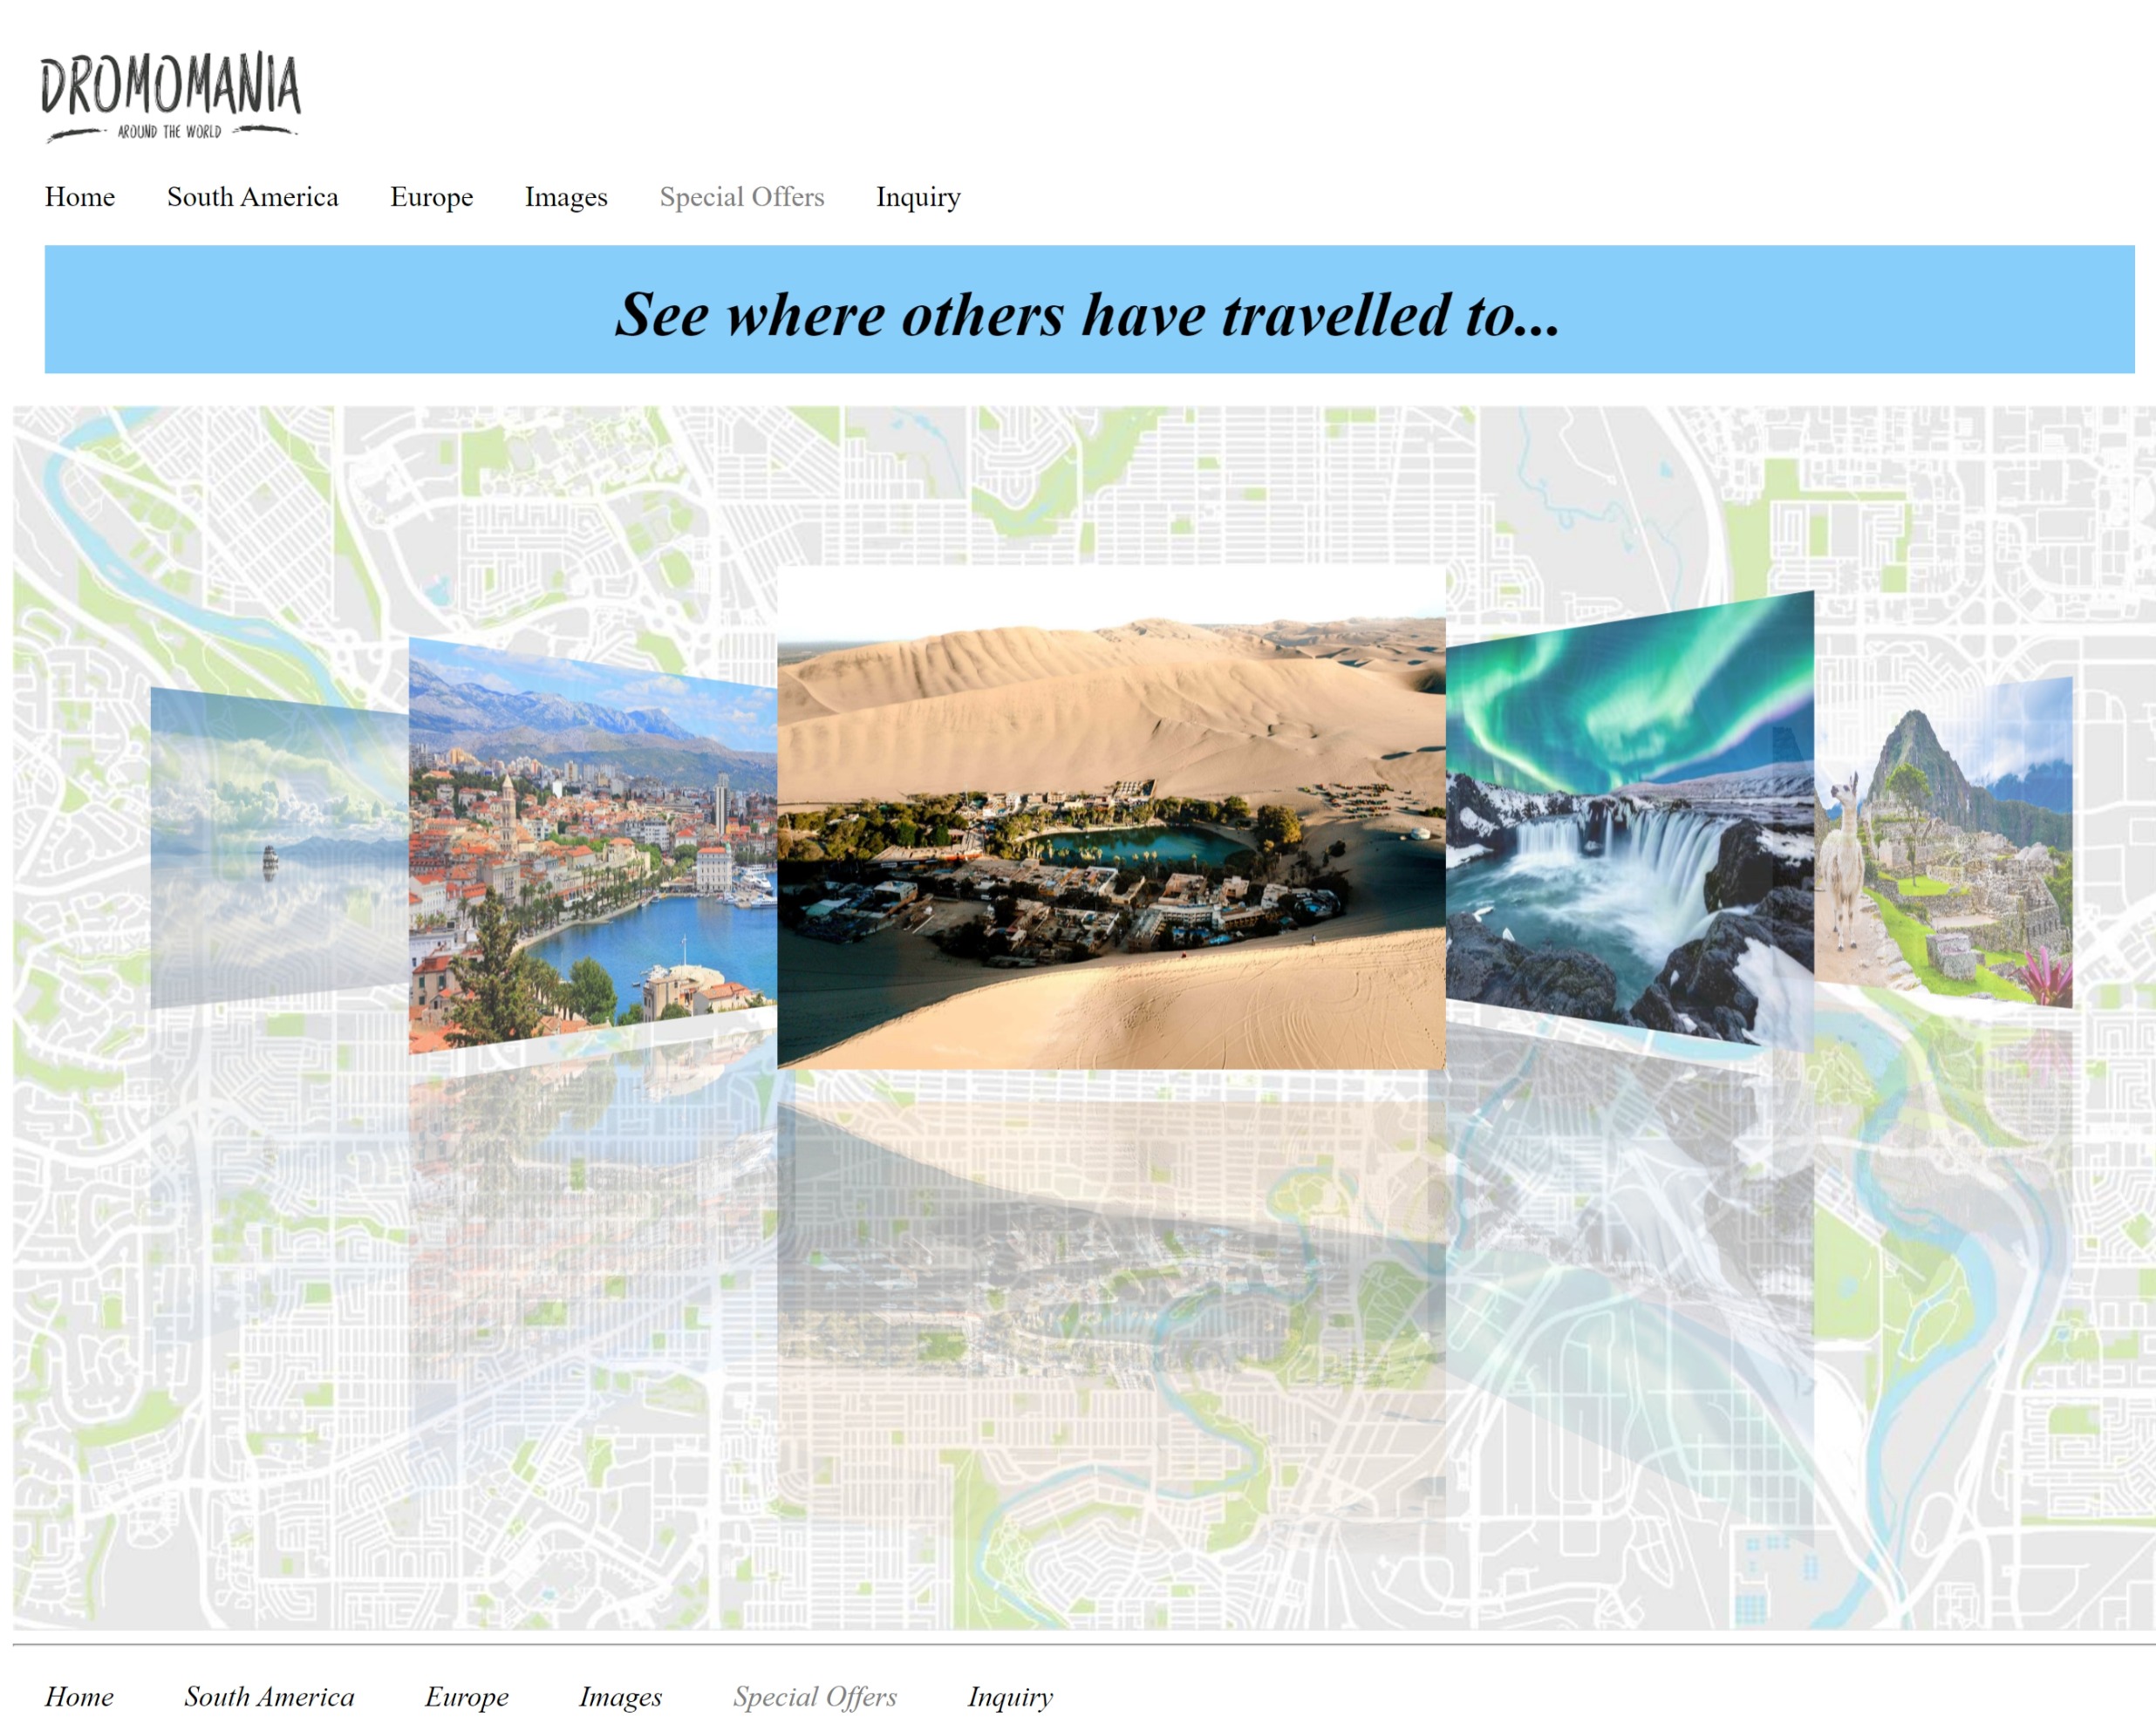 DROMOMANIA
AROUND THE WORLD
Home South America Europe Images Special Offers Inquiry
See where others have travelled to...
Home South America Europe Images Special Offers Inquiry